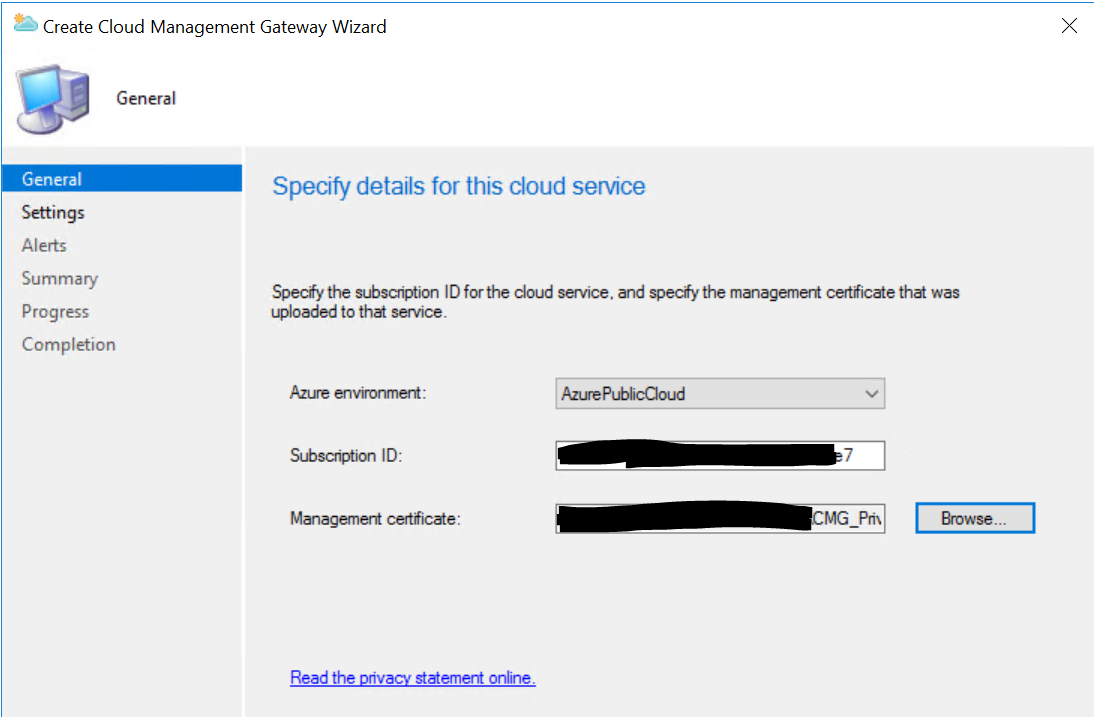 Create Cloud Management Gateway Wizard
General
General
Settings
Alerts
Summary
Progress
Completion
Specify details for this cloud service
Specify the subscription ID for the cloud service, and specify the management certificate that was
uploaded to that service.
Azure environment:
AzurePublicCloud
Subscription ID:
e7
Management certificate:
CMG_Priv
Browse...
Read the privacy statement online.